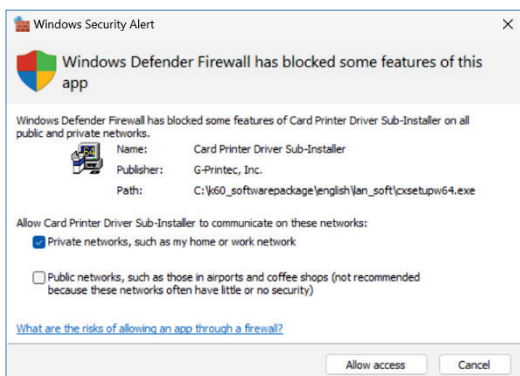 Windows Security Alert
Windows Defender Firewall has blocked some features of this
app
Windows Defender Firewall has blocked some features of Card Printer Driver Sub-Installer on all
public and private networks.
Name: Card Printer Driver Sub-Installer
Publisher: G-Printec, Inc.
Path: C:\k60_softwarepackage\english\lan_soft\cxsetupw64.exe
Allow Card Printer Driver Sub-Installer to communicate on these networks:
Private networks, such as my home or work network
Public networks, such as those in airports and coffee shops (not recommended
because these networks often have little or no security)
What are the risks of allowing an app through a firewall?
Allow access Cancel